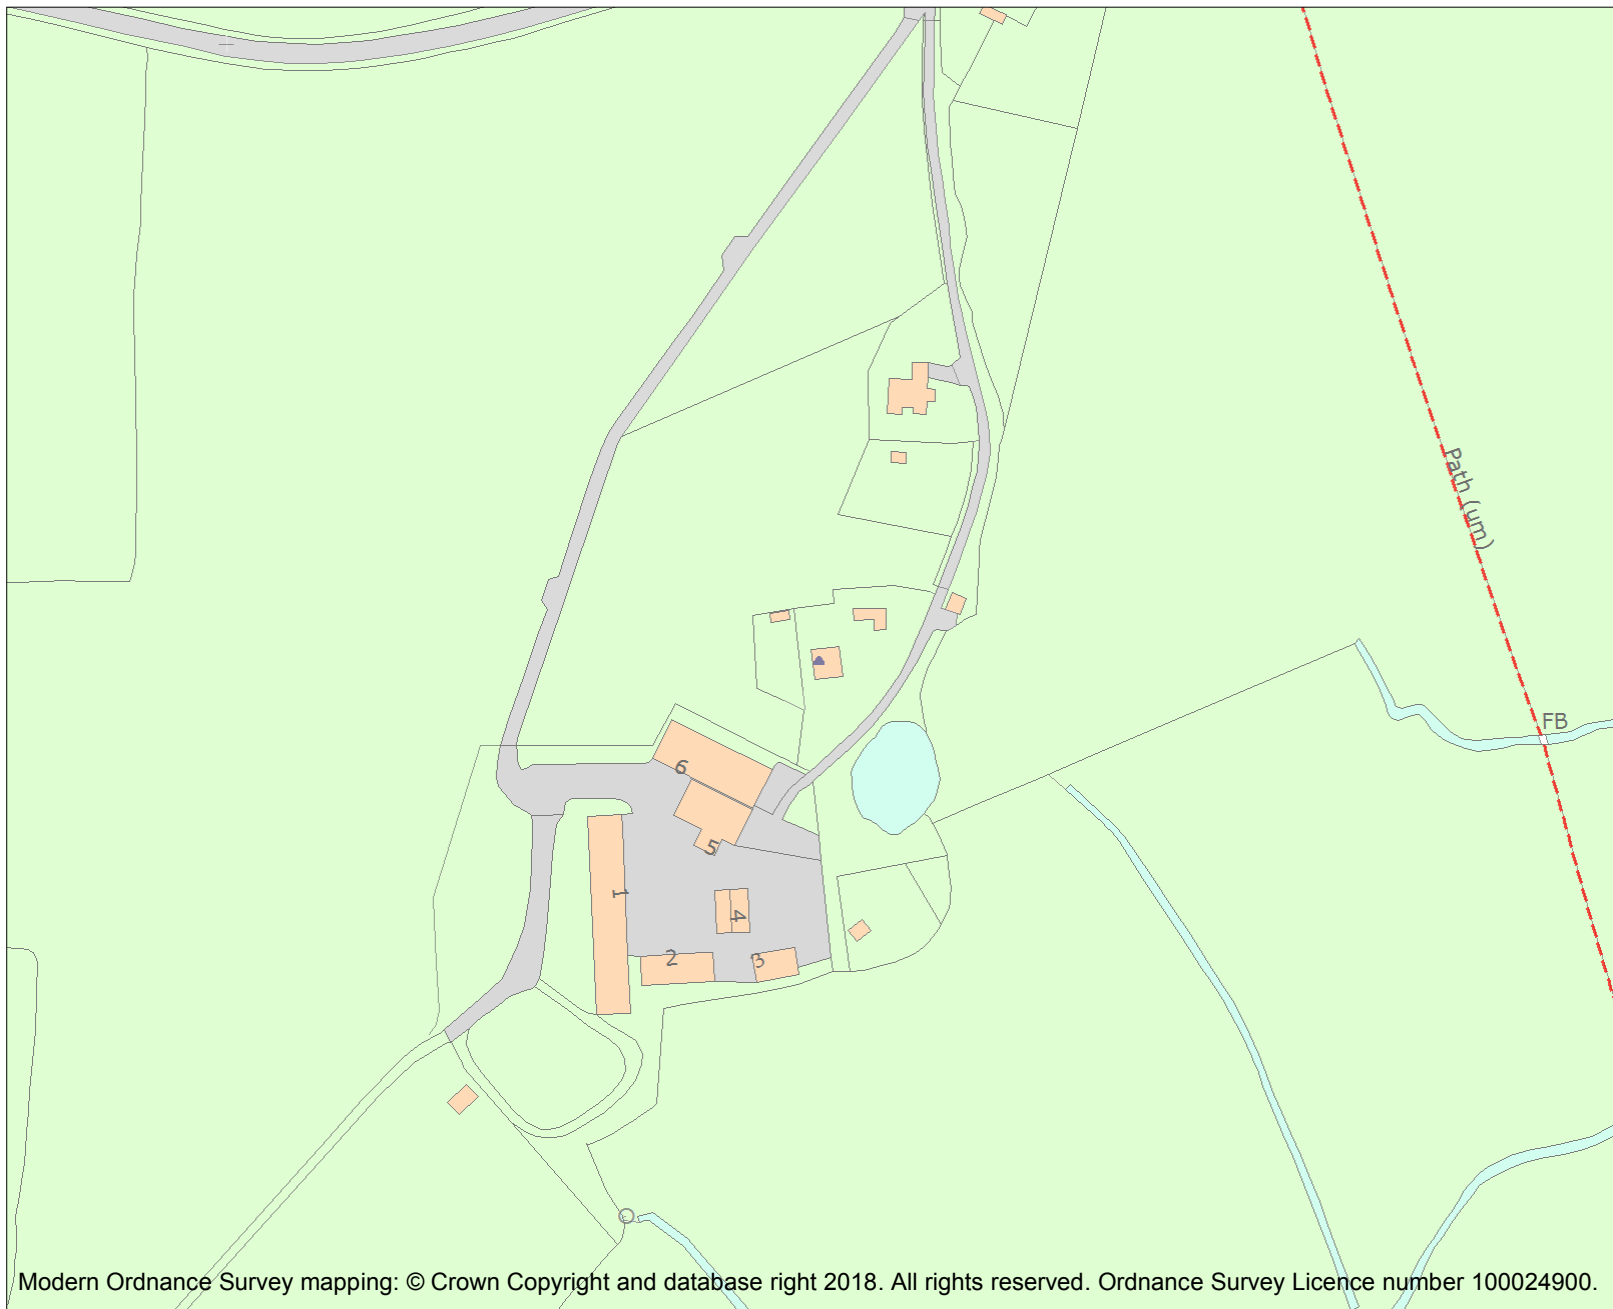 Path (um)
FB
6
5
1
4
2
3
Modern Ordnance Survey mapping: © Crown Copyright and database right 2018. All rights reserved. Ordnance Survey Licence number 100024900.